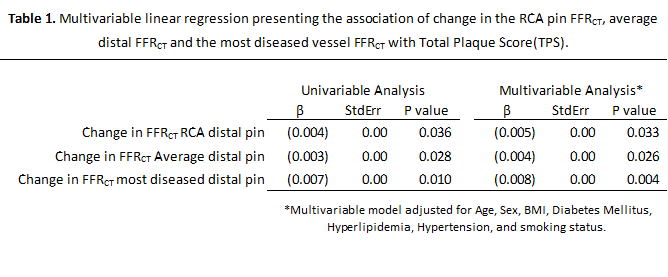 Table 1. Multivariable linear regression presenting the association of change in the RCA pin FFRCT, average
distal FFRCT and the most diseased vessel FFRCT with Total Plaque Score(TPS).
Univariable Analysis Multivariable Analysis*
β StdErr P value β StdErr P value
Change in FFRCT RCA distal pin (0.004) 0.00 0.036 (0.005) 0.00 0.033
Change in FFRCT Average distal pin (0.003) 0.00 0.028 (0.004) 0.00 0.026
Change in FFRCT most diseased distal pin (0.007) 0.00 0.010 (0.008) 0.00 0.004
*Multivariable model adjusted for Age, Sex, BMI, Diabetes Mellitus,
Hyperlipidemia, Hypertension, and smoking status.